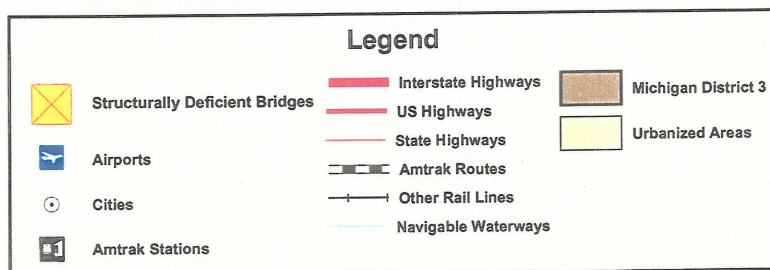 Legend
Structurally Deficient Bridges
Airports
Cities
Amtrak Stations
Interstate Highways
US Highways
State Highways
Amtrak Routes
Other Rail Lines
Navigable Waterways
Michigan District 3
Urbanized Areas